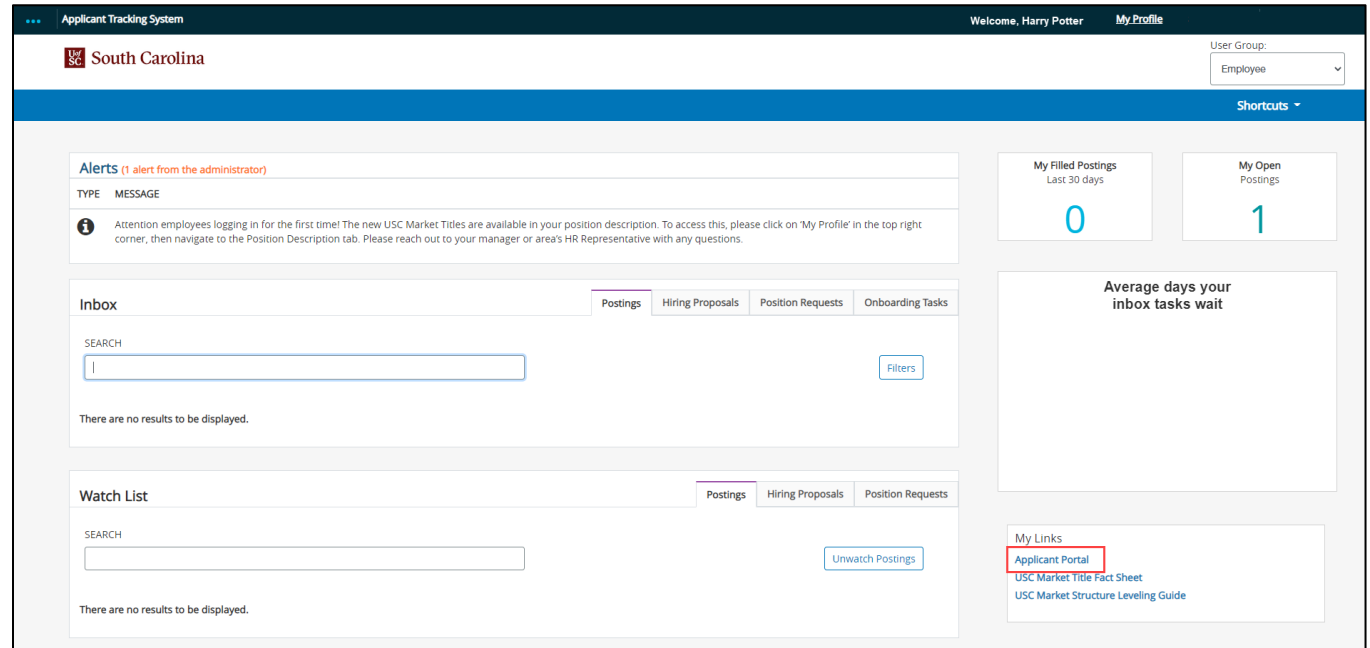 Applicant Tracking System
Welcome, Harry Potter
My Profile
UofSC South Carolina
User Group:
Employee
Shortcuts
Alerts (1 alert from the administrator)
TYPE MESSAGE
Attention employees logging in for the first time! The new USC Market Titles are available in your position description. To access this, please click on 'My Profile' in the top right
corner, then navigate to the Position Description tab. Please reach out to your manager or area's HR Representative with any questions.
My Filled Postings
Last 30 days
0
My Open
Postings
1
Inbox
Postings
Hiring Proposals
Position Requests
Onboarding Tasks
SEARCH
Filters
There are no results to be displayed.
Average days your
inbox tasks wait
Watch List
Postings
Hiring Proposals
Position Requests
SEARCH
Unwatch Postings
There are no results to be displayed.
My Links
Applicant Portal
USC Market Title Fact Sheet
USC Market Structure Leveling Guide